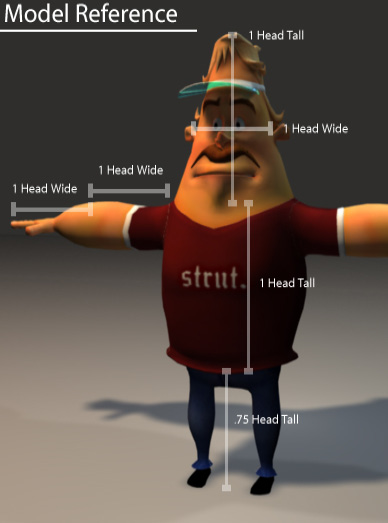 Model Reference
1 Head Tall
1 Head Wide
1 Head Wide
1 Head Wide
strut.
1 Head Tall
.75 Head Tall